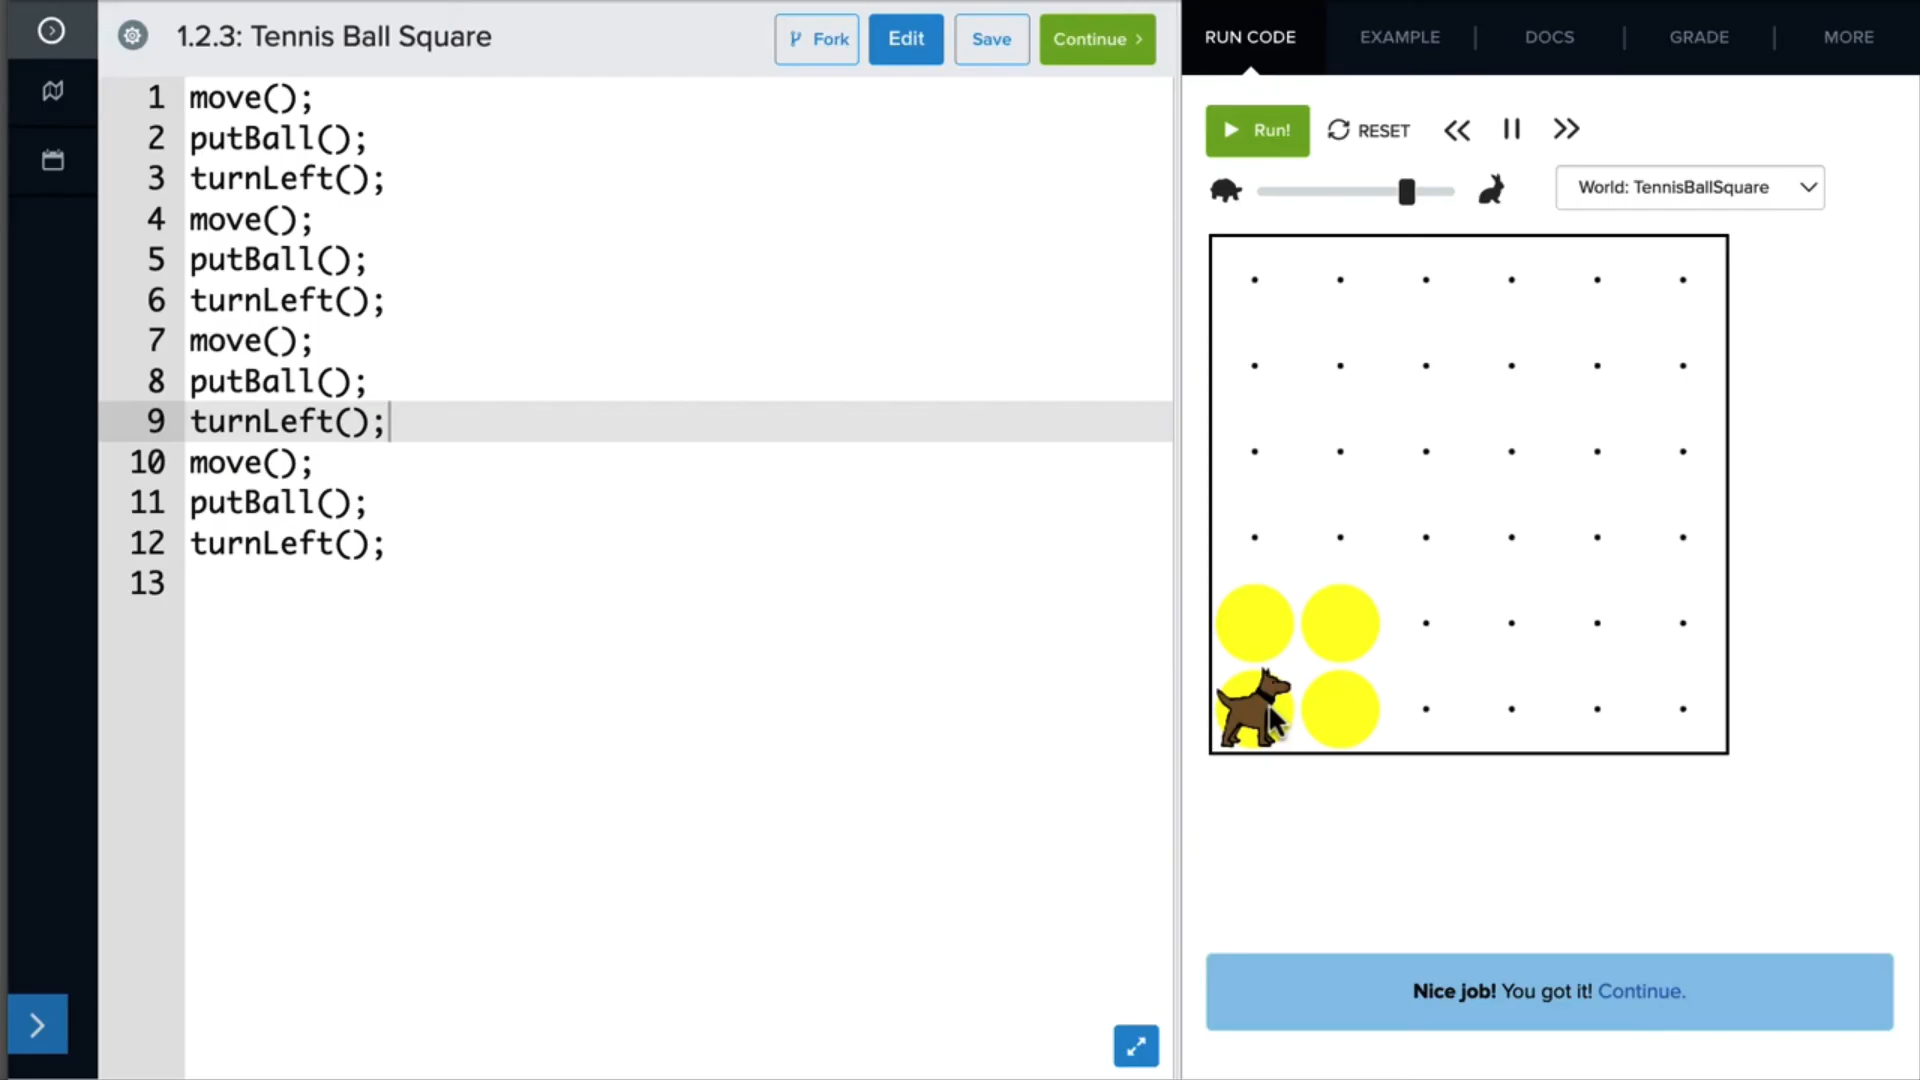 1.2.3: Tennis Ball Square
Fork
Edit
Save
Continue
1 move();
2 putBall();
3 turnLeft();
4 move();
5 putBall();
6 turnLeft();
7 move();
8 putBall();
9 turnLeft();
10 move();
11 putBall();
12 turnLeft();
13
RUN CODE
EXAMPLE
DOCS
GRADE
MORE
Run!
RESET
World: TennisBallSquare
Nice job! You got it! Continue.